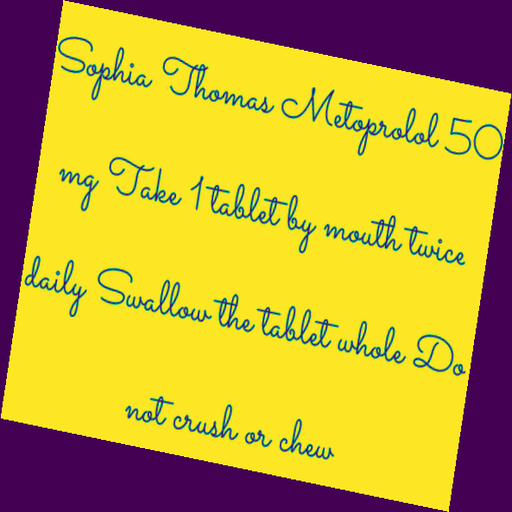 Sophia Thomas Metoprolol 50
mg Take 1 tablet by mouth twice
daily Swallow the tablet whole Do
not crush or chew